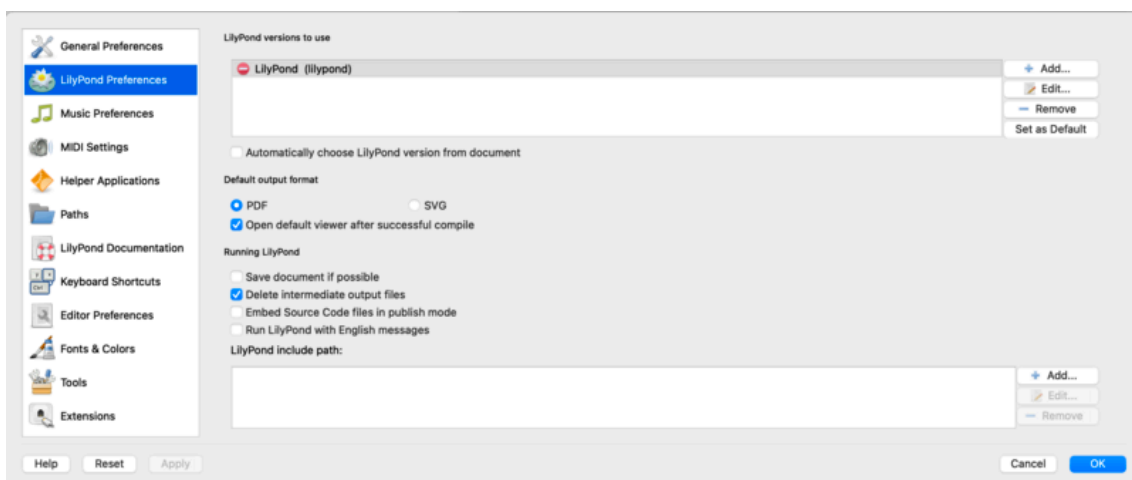 General Preferences
LilyPond Preferences
Music Preferences
MIDI Settings
Helper Applications
Paths
LilyPond Documentation
Keyboard Shortcuts
Editor Preferences
Fonts & Colors
Tools
Extensions
LilyPond versions to use
LilyPond (lilypond)
Add...
Edit...
Remove
Set as Default
Automatically choose LilyPond version from document
Default output format
PDF SVG
Open default viewer after successful compile
Running LilyPond
Save document if possible
Delete intermediate output files
Embed Source Code files in publish mode
Run LilyPond with English messages
LilyPond include path:
Add...
Edit...
Remove
Help Reset Apply Cancel OK